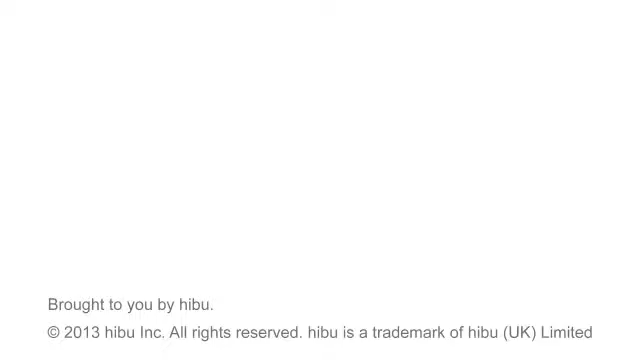 Brought to you by hibu.
© 2013 hibu Inc. All rights reserved. hibu is a trademark of hibu (UK) Limited